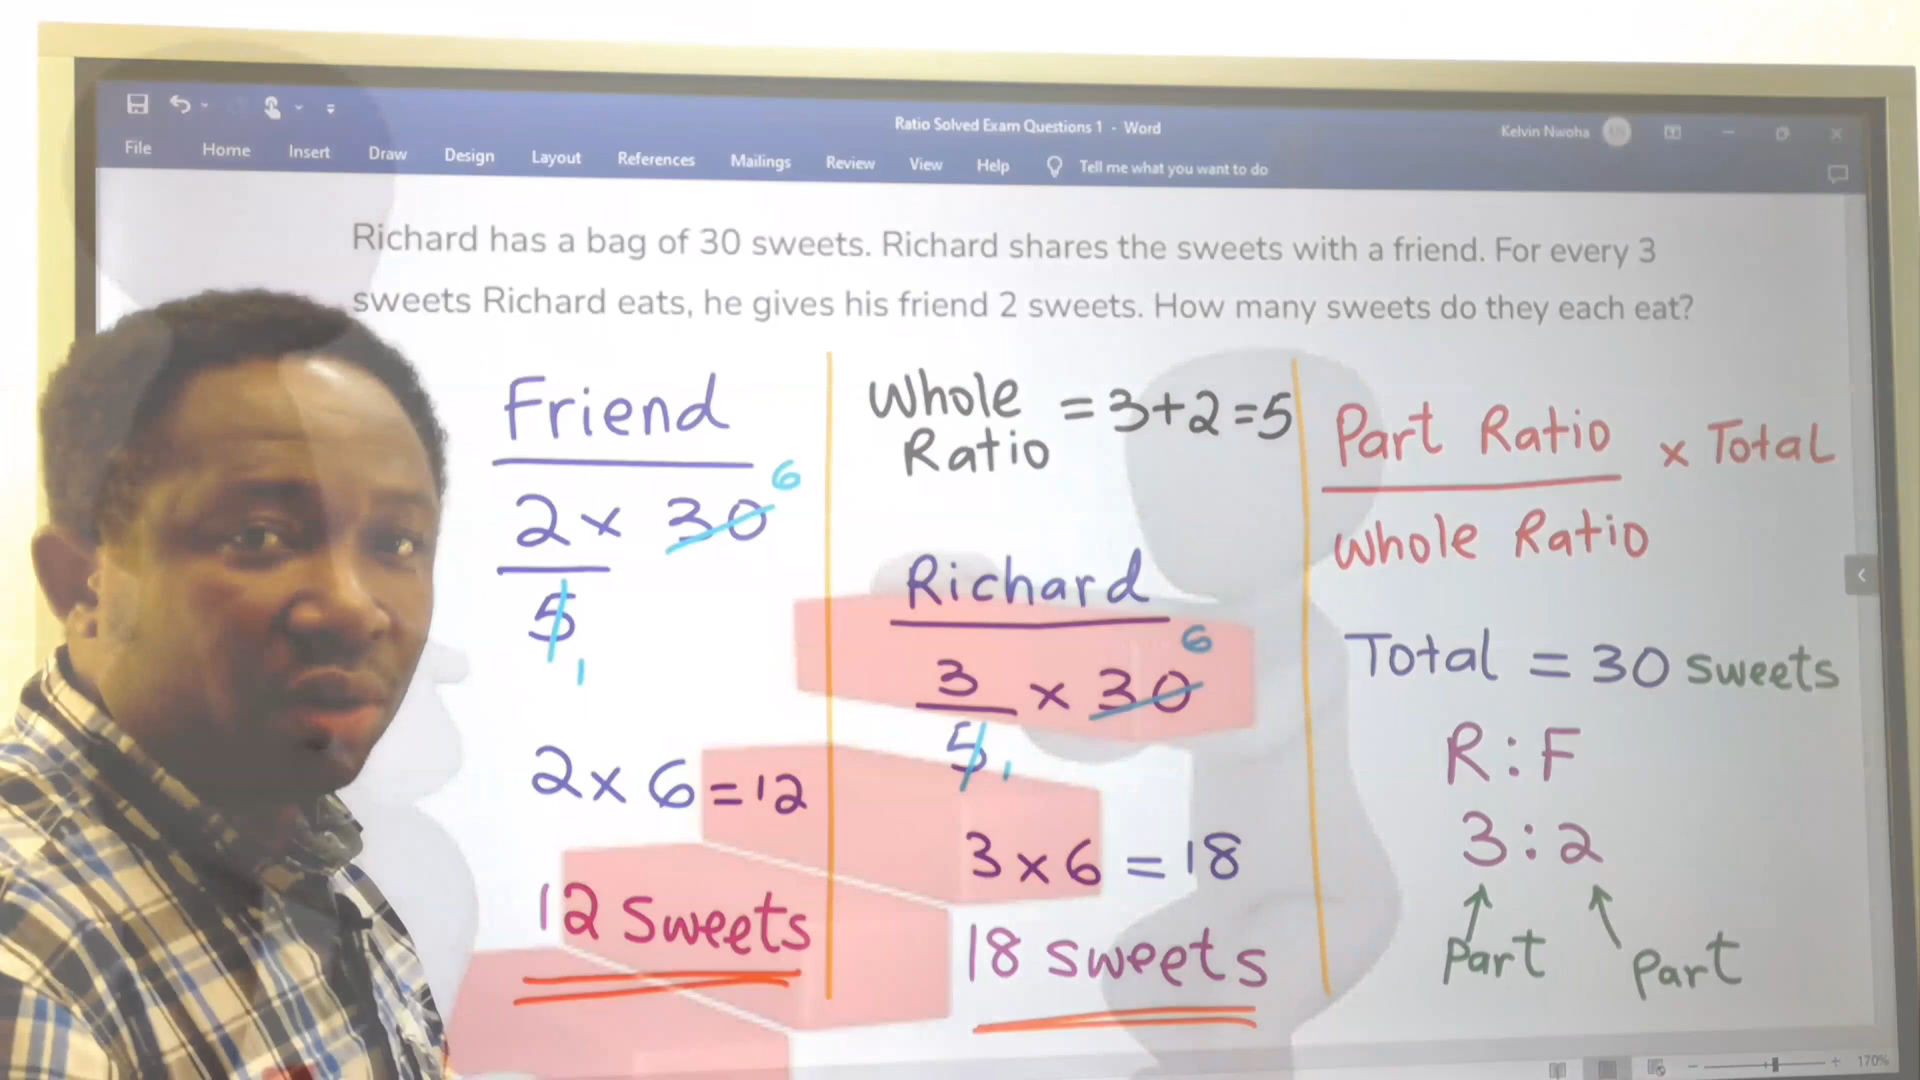 Ratio Solved Exam Questions 1 - Word
Kelvin Nwoha
File Home Insert Draw Design Layout References Mailings Review View Help Tell me what you want to do
Richard has a bag of 30 sweets. Richard shares the sweets with a friend. For every 3
sweets Richard eats, he gives his friend 2 sweets. How many sweets do they each eat?
Friend
2 x 30 6
5 1
2 x 6 = 12
12 sweets
Whole
Ratio = 3+2=5
Richard
3 x 30 6
5 1
3 x 6 = 18
18 sweets
Part Ratio x Total
Whole Ratio
Total = 30 sweets
R : F
3 : 2
Part Part
170%